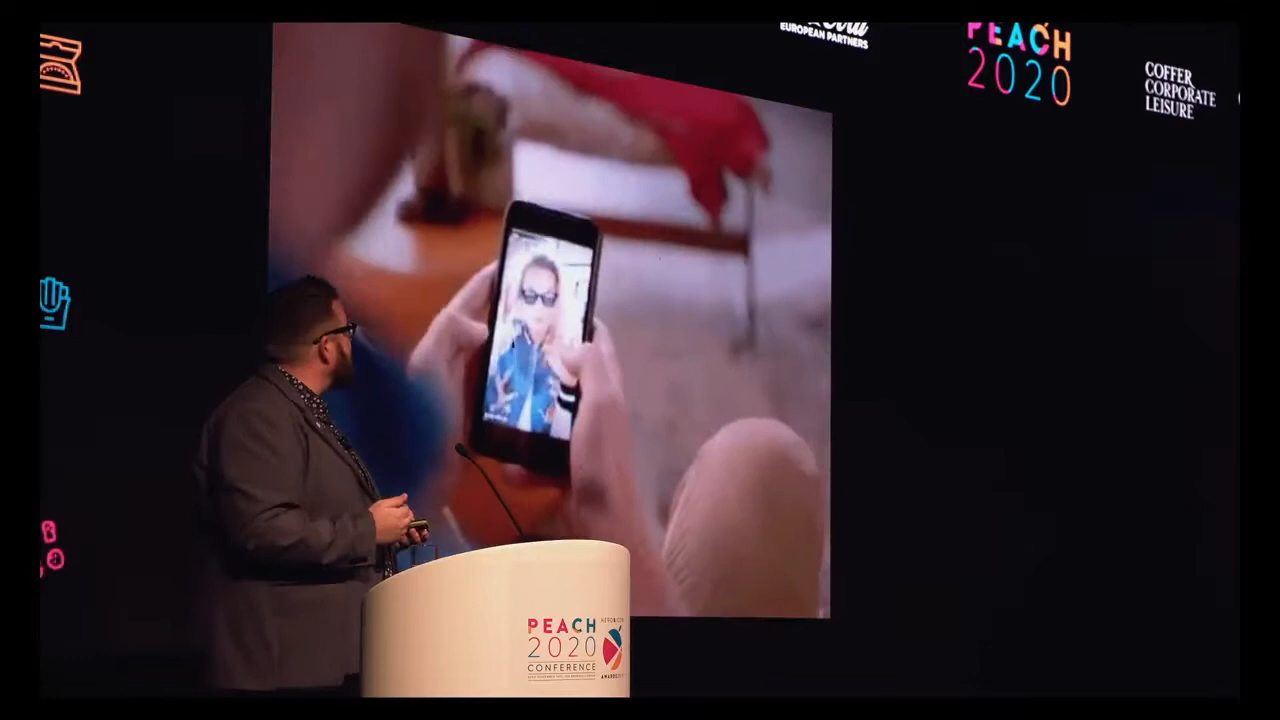 EUROPEAN PARTNERS
PEACH
2020
COFFER
CORPORATE
LEISURE
PEACH
2020
CONFERENCE